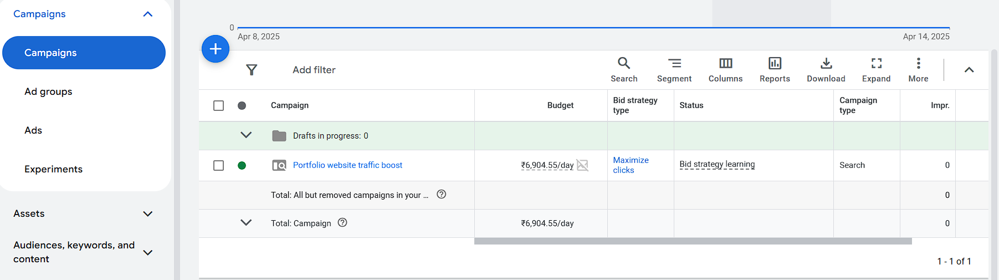 Campaigns
Campaigns
Ad groups
Ads
Experiments
Assets
Audiences, keywords, and
content
0
Apr 8, 2025
Apr 14, 2025
Add filter
Search
Segment
Columns
Reports
Download
Expand
More
Campaign
Budget
Bid strategy
type
Status
Campaign
type
Impr.
Drafts in progress: 0
Portfolio website traffic boost
₹6,904.55/day
Maximize
clicks
Bid strategy learning
Search
0
Total: All but removed campaigns in your ...
0
Total: Campaign
₹6,904.55/day
0
1 - 1 of 1